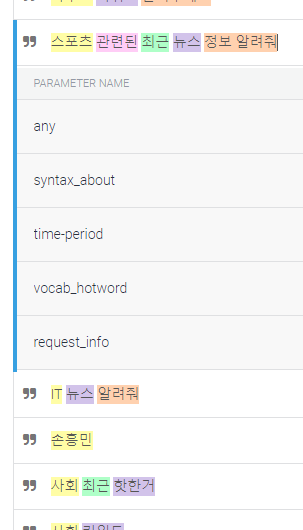 스포츠 관련된 최근 뉴스 정보 알려줘
PARAMETER NAME
any
syntax_about
time-period
vocab_hotword
request_info
IT 뉴스 알려줘
손흥민
사회 최근 핫한거